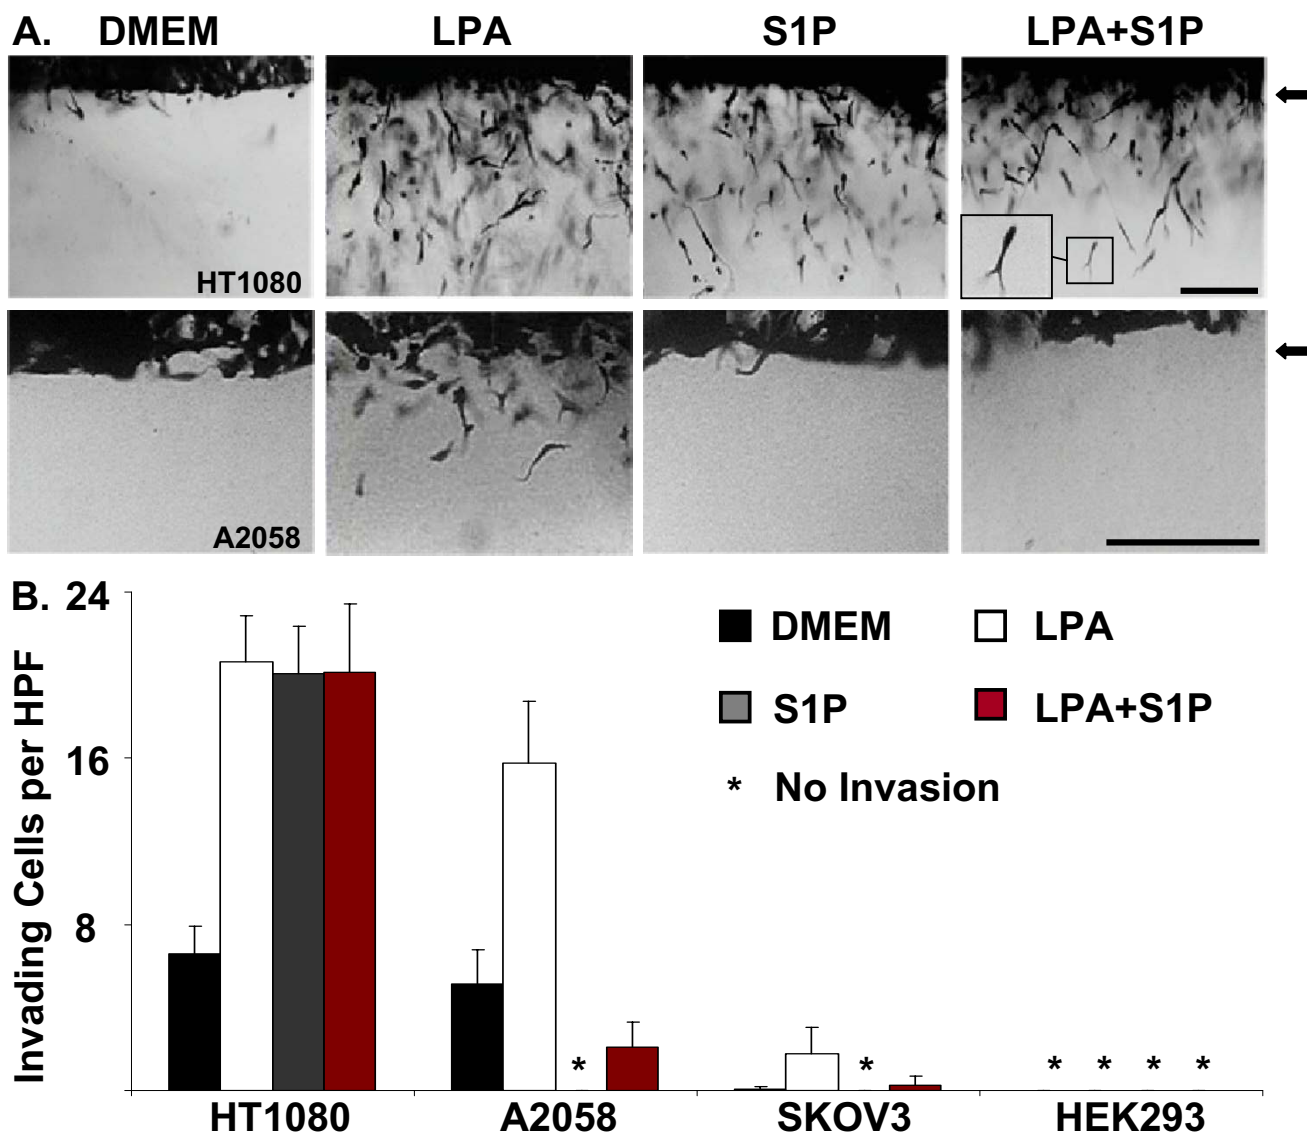 A. DMEM LPA S1P LPA+S1P
HT1080
A2058
B.
24
16
8
Invading Cells per HPF
DMEM LPA
S1P LPA+S1P
* No Invasion
* * * * * *
HT1080 A2058 SKOV3 HEK293